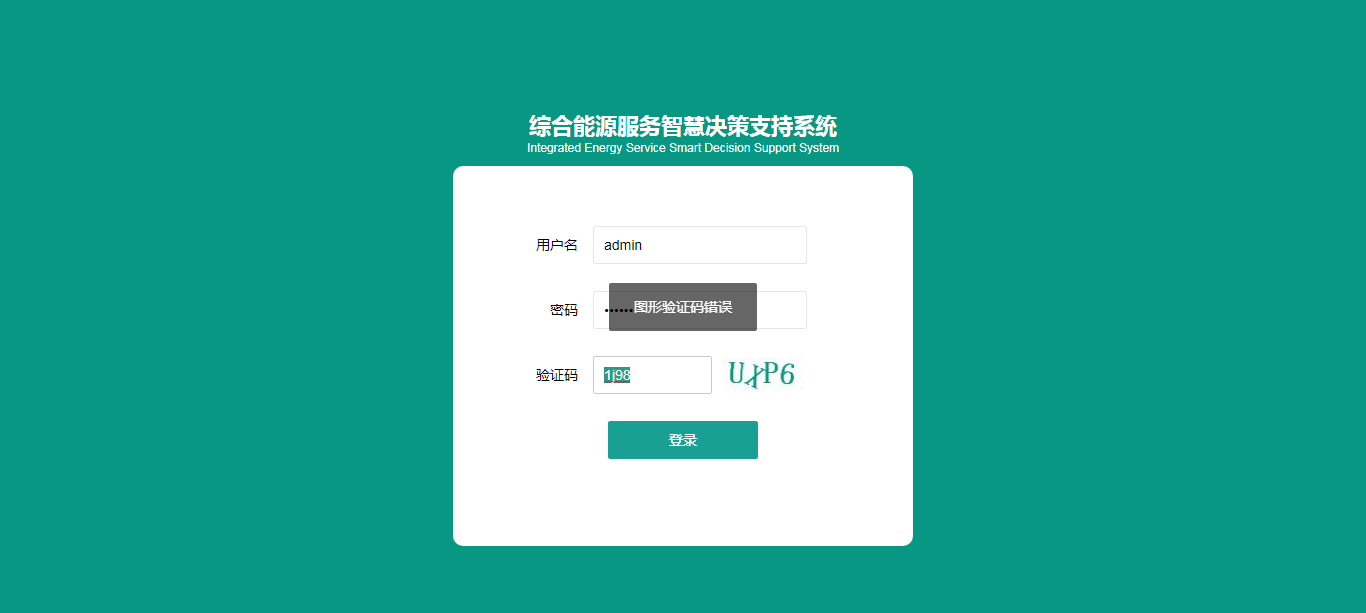 综合能源服务智慧决策支持系统
Integrated Energy Service Smart Decision Support System
用户名 admin
密码 ••••••
图形验证码错误
验证码 1j98 UXP6
登录